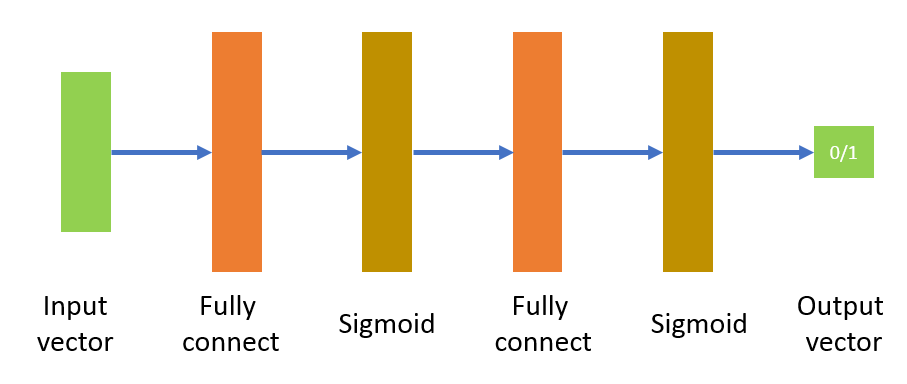 0/1
Input
vector
Fully
connect
Sigmoid
Fully
connect
Sigmoid
Output
vector